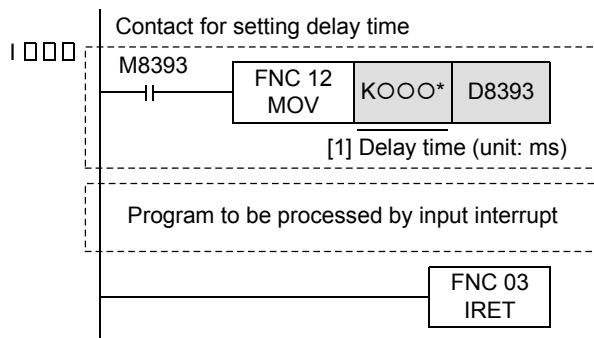 Contact for setting delay time
I □□□
M8393
FNC 12
MOV
K○○○*
D8393
[1] Delay time (unit: ms)
Program to be processed by input interrupt
FNC 03
IRET